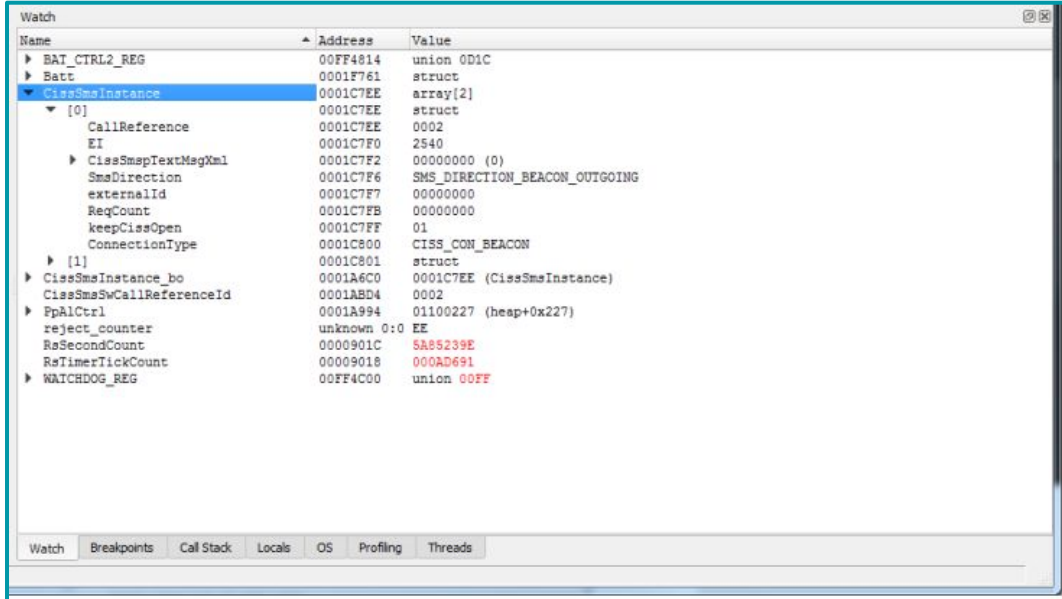 Watch
Name Address Value
BAT_CTRL2_REG 00FF4814 union 0D1C
Batt 0001F761 struct
CissSmsInstance 0001C7EE array[2]
[0] 0001C7EE struct
CallReference 0001C7EE 0002
EI 0001C7F0 2540
CissSmspTextMsgXml 0001C7F2 00000000 (0)
SmsDirection 0001C7F6 SMS_DIRECTION_BEACON_OUTGOING
externalId 0001C7F7 00000000
ReqCount 0001C7FB 00000000
keepCissOpen 0001C7FF 01
ConnectionType 0001C800 CISS_CON_BEACON
[1] 0001C801 struct
CissSmsInstance_bo 0001A6C0 0001C7EE (CissSmsInstance)
CissSmsSwCallReferenceId 0001ABD4 0002
PpAlCtrl 0001A994 01100227 (heap+0x227)
reject_counter unknown 0:0 EE
RsSecondCount 0000901C 5A85239E
RsTimerTickCount 00009018 000AD691
WATCHDOG_REG 00FF4C00 union 00FF
Watch Breakpoints Call Stack Locals OS Profiling Threads